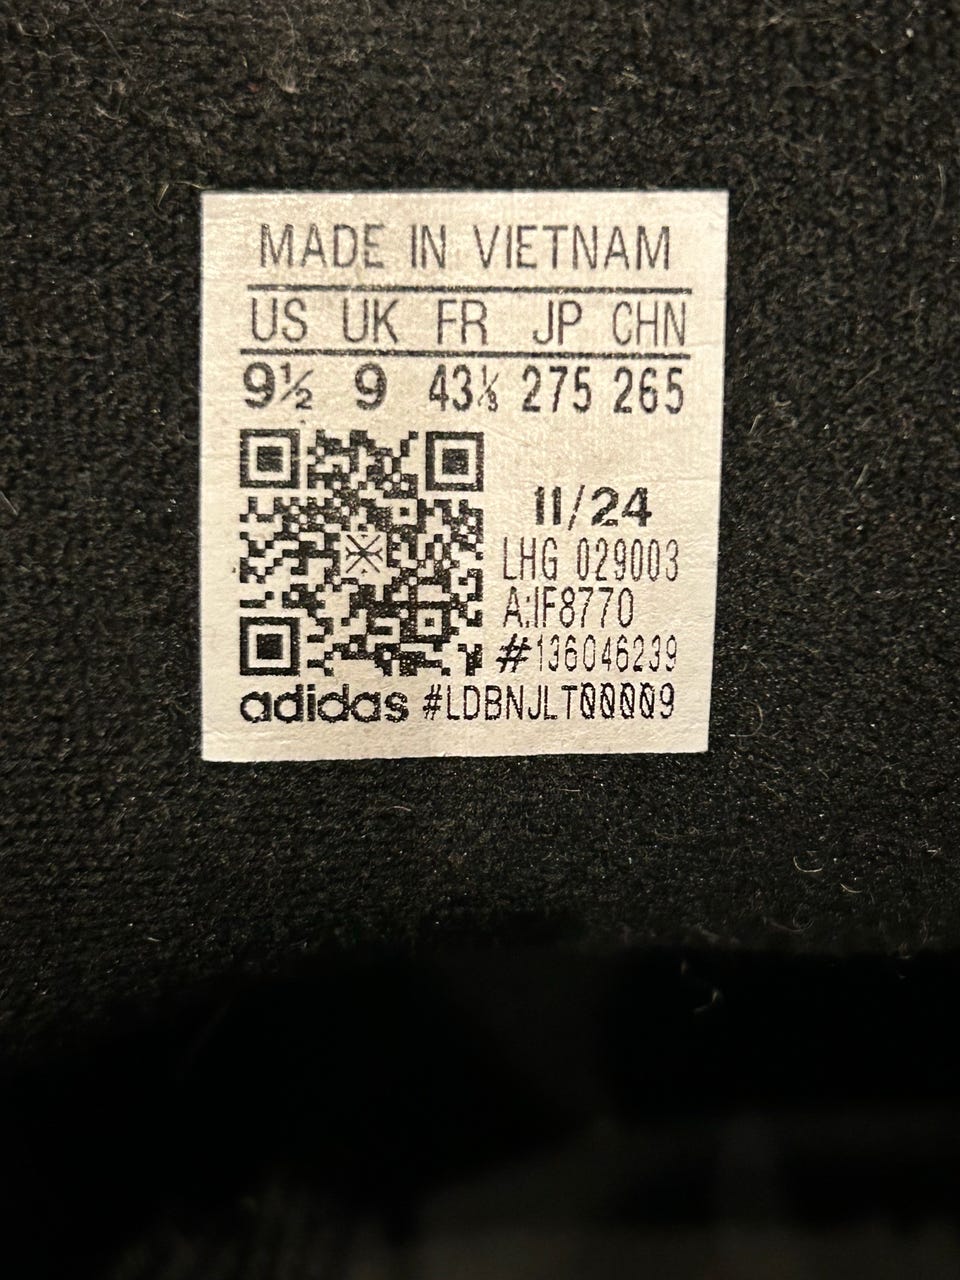 MADE IN VIETNAM
US UK FR JP CHN
9½ 9 43⅓ 275 265
11/24
LHG 029003
A:IF8770
#136046239
adidas #LDBNJLT00009